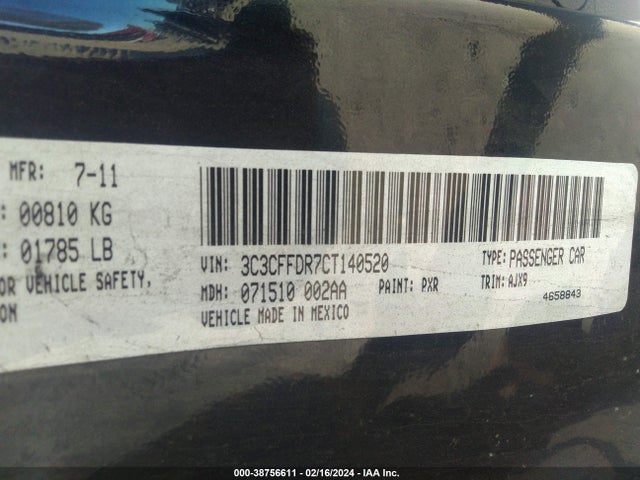 MFR: 7-11
: 00810 KG
: 01785 LB
OR VEHICLE SAFETY,
ON
VIN: 3C3CFFDR7CT140520 TYPE: PASSENGER CAR
MDH: 071510 002AA PAINT: PXR TRIM: AJX9
VEHICLE MADE IN MEXICO 4658843
000-38756611 - 02/16/2024 - IAA Inc.